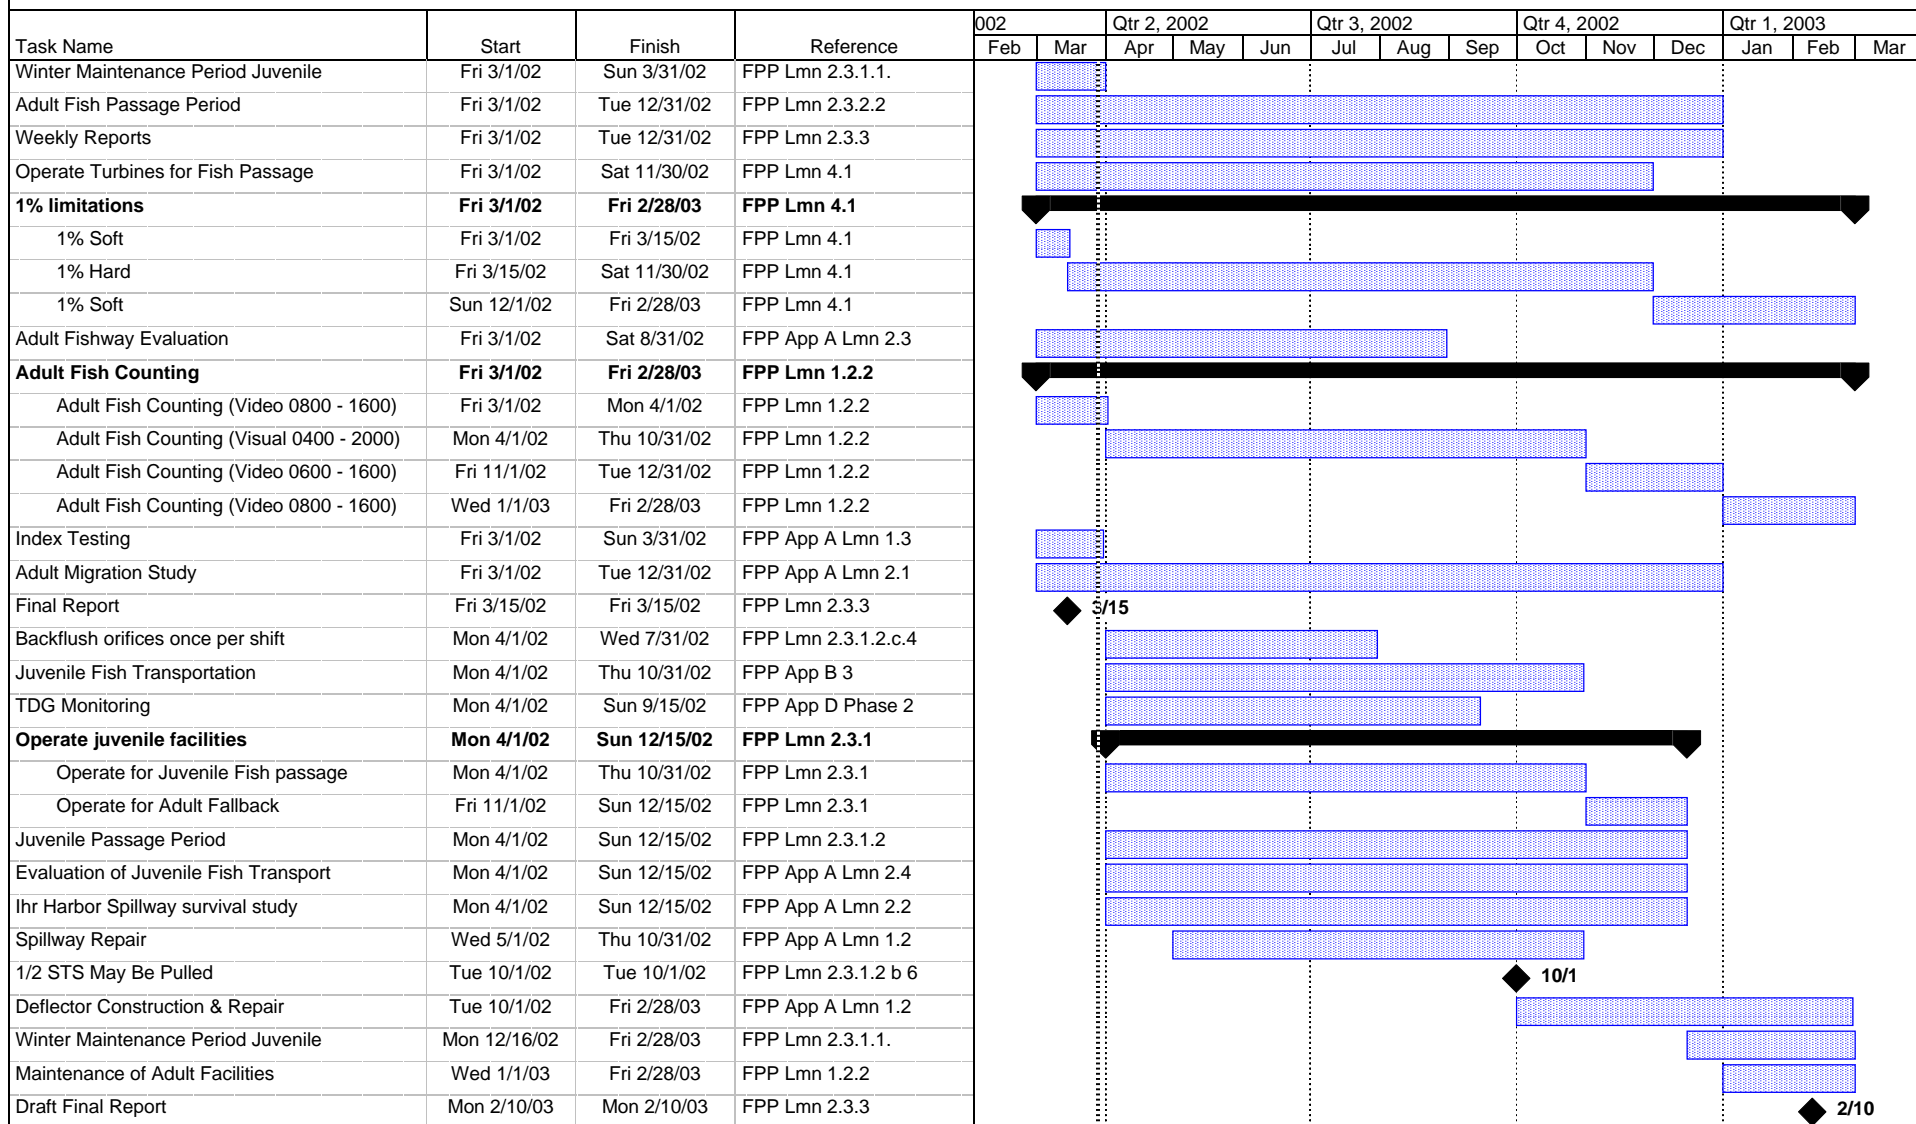 002 Qtr 2, 2002 Qtr 3, 2002 Qtr 4, 2002 Qtr 1, 2003
Task Name Start Finish Reference Feb Mar Apr May Jun Jul Aug Sep Oct Nov Dec Jan Feb Mar
Winter Maintenance Period Juvenile Fri 3/1/02 Sun 3/31/02 FPP Lmn 2.3.1.1.
Adult Fish Passage Period Fri 3/1/02 Tue 12/31/02 FPP Lmn 2.3.2.2
Weekly Reports Fri 3/1/02 Tue 12/31/02 FPP Lmn 2.3.3
Operate Turbines for Fish Passage Fri 3/1/02 Sat 11/30/02 FPP Lmn 4.1
1% limitations Fri 3/1/02 Fri 2/28/03 FPP Lmn 4.1
1% Soft Fri 3/1/02 Fri 3/15/02 FPP Lmn 4.1
1% Hard Fri 3/15/02 Sat 11/30/02 FPP Lmn 4.1
1% Soft Sun 12/1/02 Fri 2/28/03 FPP Lmn 4.1
Adult Fishway Evaluation Fri 3/1/02 Sat 8/31/02 FPP App A Lmn 2.3
Adult Fish Counting Fri 3/1/02 Fri 2/28/03 FPP Lmn 1.2.2
Adult Fish Counting (Video 0800 - 1600) Fri 3/1/02 Mon 4/1/02 FPP Lmn 1.2.2
Adult Fish Counting (Visual 0400 - 2000) Mon 4/1/02 Thu 10/31/02 FPP Lmn 1.2.2
Adult Fish Counting (Video 0600 - 1600) Fri 11/1/02 Tue 12/31/02 FPP Lmn 1.2.2
Adult Fish Counting (Video 0800 - 1600) Wed 1/1/03 Fri 2/28/03 FPP Lmn 1.2.2
Index Testing Fri 3/1/02 Sun 3/31/02 FPP App A Lmn 1.3
Adult Migration Study Fri 3/1/02 Tue 12/31/02 FPP App A Lmn 2.1
Final Report Fri 3/15/02 Fri 3/15/02 FPP Lmn 2.3.3 3/15
Backflush orifices once per shift Mon 4/1/02 Wed 7/31/02 FPP Lmn 2.3.1.2.c.4
Juvenile Fish Transportation Mon 4/1/02 Thu 10/31/02 FPP App B 3
TDG Monitoring Mon 4/1/02 Sun 9/15/02 FPP App D Phase 2
Operate juvenile facilities Mon 4/1/02 Sun 12/15/02 FPP Lmn 2.3.1
Operate for Juvenile Fish passage Mon 4/1/02 Thu 10/31/02 FPP Lmn 2.3.1
Operate for Adult Fallback Fri 11/1/02 Sun 12/15/02 FPP Lmn 2.3.1
Juvenile Passage Period Mon 4/1/02 Sun 12/15/02 FPP Lmn 2.3.1.2
Evaluation of Juvenile Fish Transport Mon 4/1/02 Sun 12/15/02 FPP App A Lmn 2.4
Ihr Harbor Spillway survival study Mon 4/1/02 Sun 12/15/02 FPP App A Lmn 2.2
Spillway Repair Wed 5/1/02 Thu 10/31/02 FPP App A Lmn 1.2
1/2 STS May Be Pulled Tue 10/1/02 Tue 10/1/02 FPP Lmn 2.3.1.2 b 6 10/1
Deflector Construction & Repair Tue 10/1/02 Fri 2/28/03 FPP App A Lmn 1.2
Winter Maintenance Period Juvenile Mon 12/16/02 Fri 2/28/03 FPP Lmn 2.3.1.1.
Maintenance of Adult Facilities Wed 1/1/03 Fri 2/28/03 FPP Lmn 1.2.2
Draft Final Report Mon 2/10/03 Mon 2/10/03 FPP Lmn 2.3.3 2/10